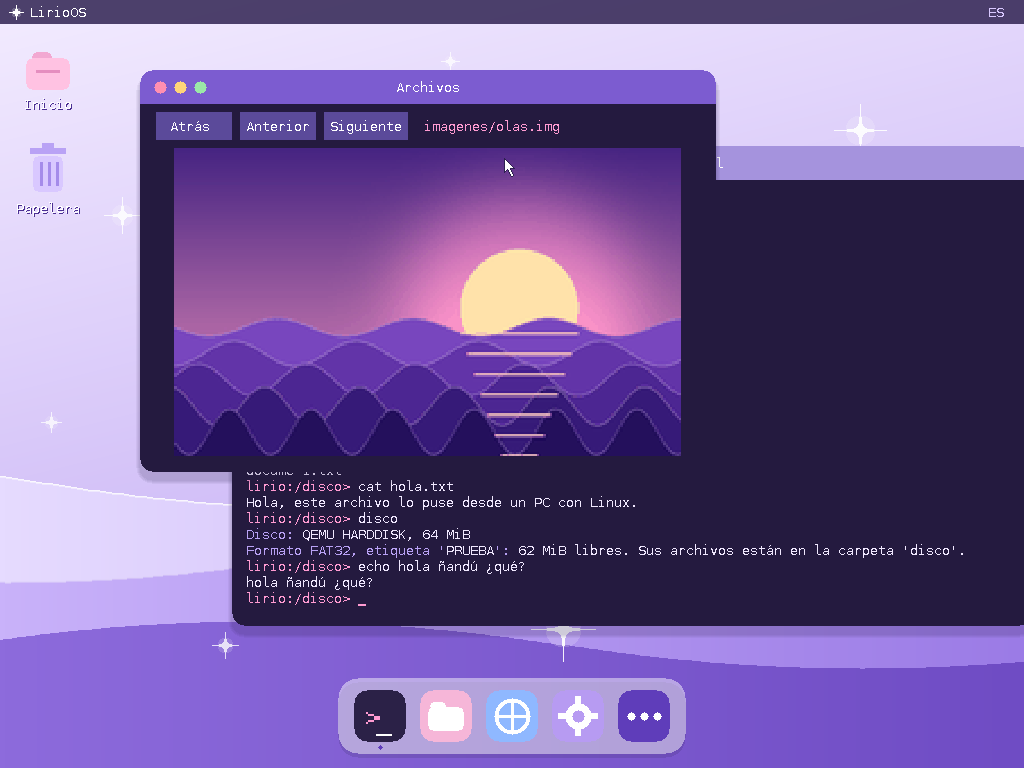 LirioOS
ES
Inicio
Papelera
Archivos
Atrás
Anterior
Siguiente
imagenes/olas.img
lirio:/disco> cat hola.txt
Hola, este archivo lo puse desde un PC con Linux.
lirio:/disco> disco
Disco: QEMU HARDDISK, 64 MiB
Formato FAT32, etiqueta 'PRUEBA': 62 MiB libres. Sus archivos están en la carpeta 'disco'.
lirio:/disco> echo hola ñandú ¿qué?
hola ñandú ¿qué?
lirio:/disco> _
>_